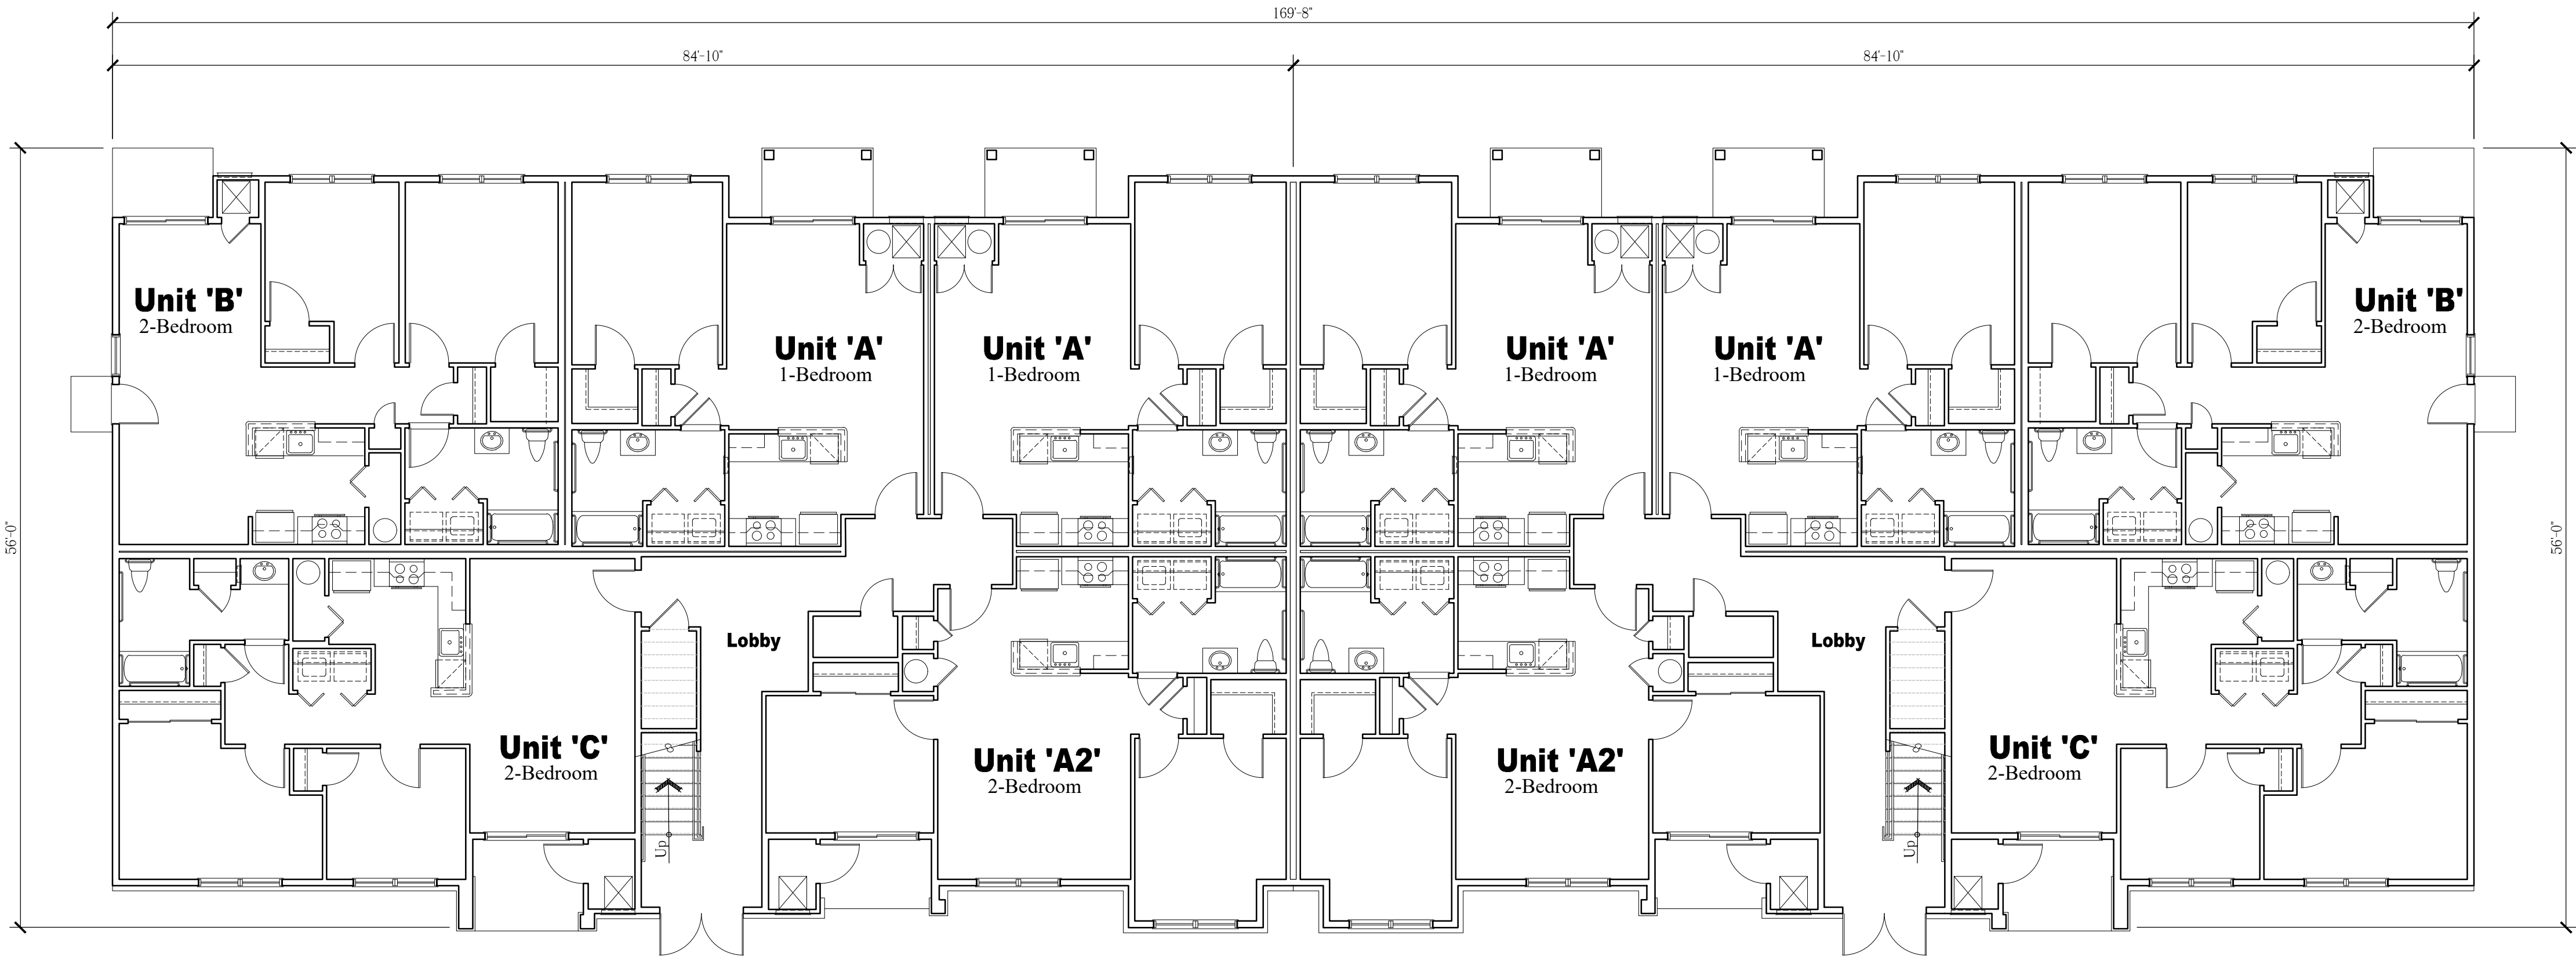 169'-8"
84'-10"
84'-10"
56'-0"
56'-0"
Unit 'B'
2-Bedroom
Unit 'A'
1-Bedroom
Unit 'A'
1-Bedroom
Unit 'A'
1-Bedroom
Unit 'A'
1-Bedroom
Unit 'B'
2-Bedroom
Lobby
Lobby
Unit 'C'
2-Bedroom
Unit 'A2'
2-Bedroom
Unit 'A2'
2-Bedroom
Unit 'C'
2-Bedroom
Up
Up